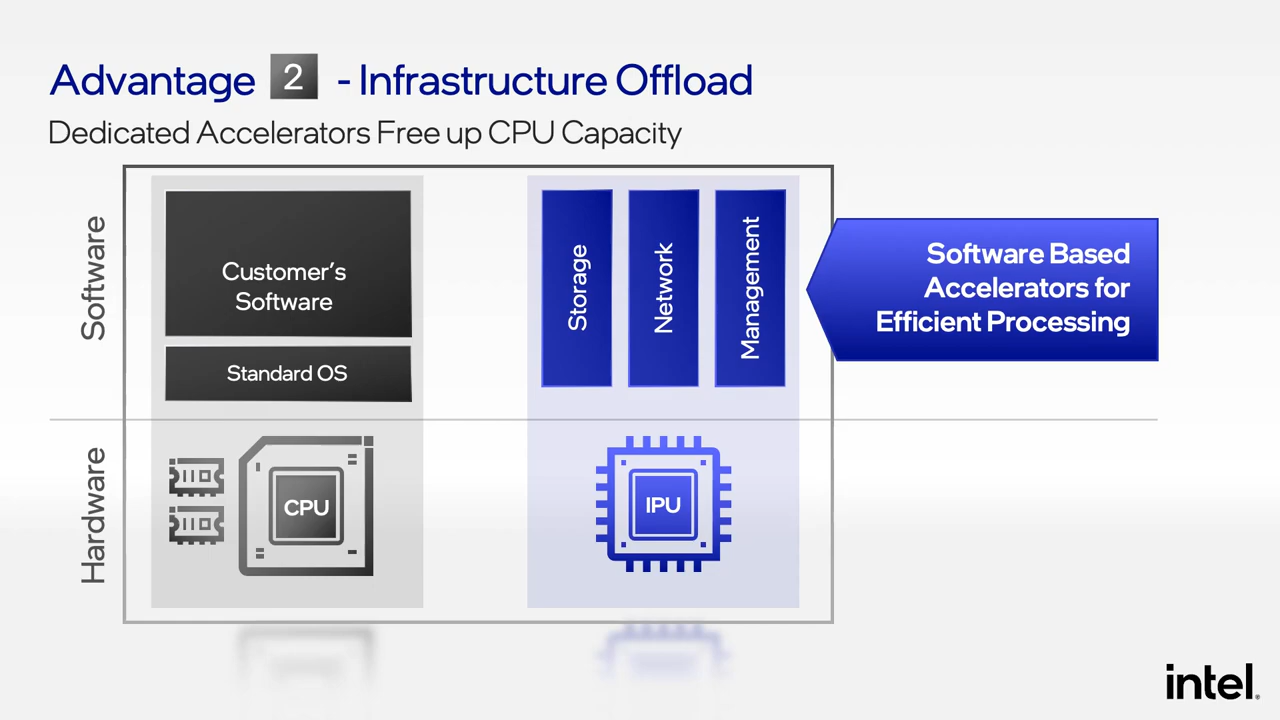 Advantage 2 - Infrastructure Offload
Dedicated Accelerators Free up CPU Capacity
Software
Customer’s
Software
Standard OS
Storage
Network
Management
Software Based
Accelerators for
Efficient Processing
Hardware
CPU
IPU
intel.